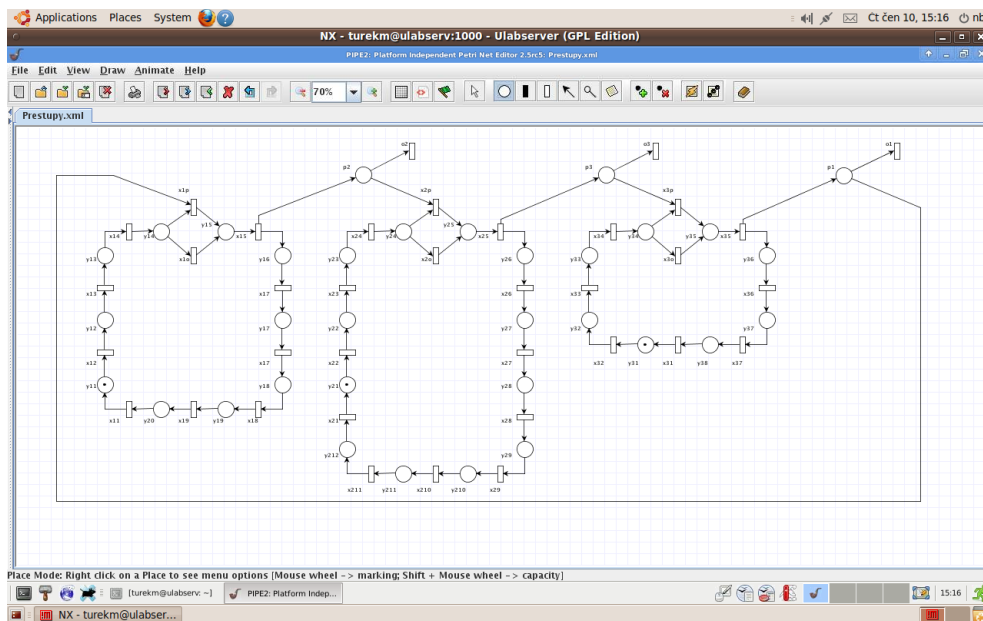 Applications Places System ? Čt čen 10, 15:16 nb
NX - turekm@ulabserv:1000 - Ulabserver (GPL Edition)
PIPE2: Platform Independent Petri Net Editor 2.5rc5: Prestupy.xml
File Edit View Draw Animate Help
70%
Prestupy.xml
o2 o3 o1
p2 p3 p1
x1p x2p x3p
y15 y25
x14 y14 x15 x24 y24 x25 x34 y34 y35 x35
y13 x1o y16 y23 x2o y26 y33 x3o y36
x13 x17 x23 x26 x33 x36
y12 y17 y22 y27 y32 y37
x12 x17 x22 x27 x32 y31 x31 y38 x37
y11 y18 y21 y28
x11 y20 x19 y19 x18 x21 x28
y212 y29
x211 y211 x210 y210 x29
Place Mode: Right click on a Place to see menu options [Mouse wheel -> marking; Shift + Mouse wheel -> capacity]
[turekm@ulabserv: ~] PIPE2: Platform Indep... 15:16
NX - turekm@ulabser...